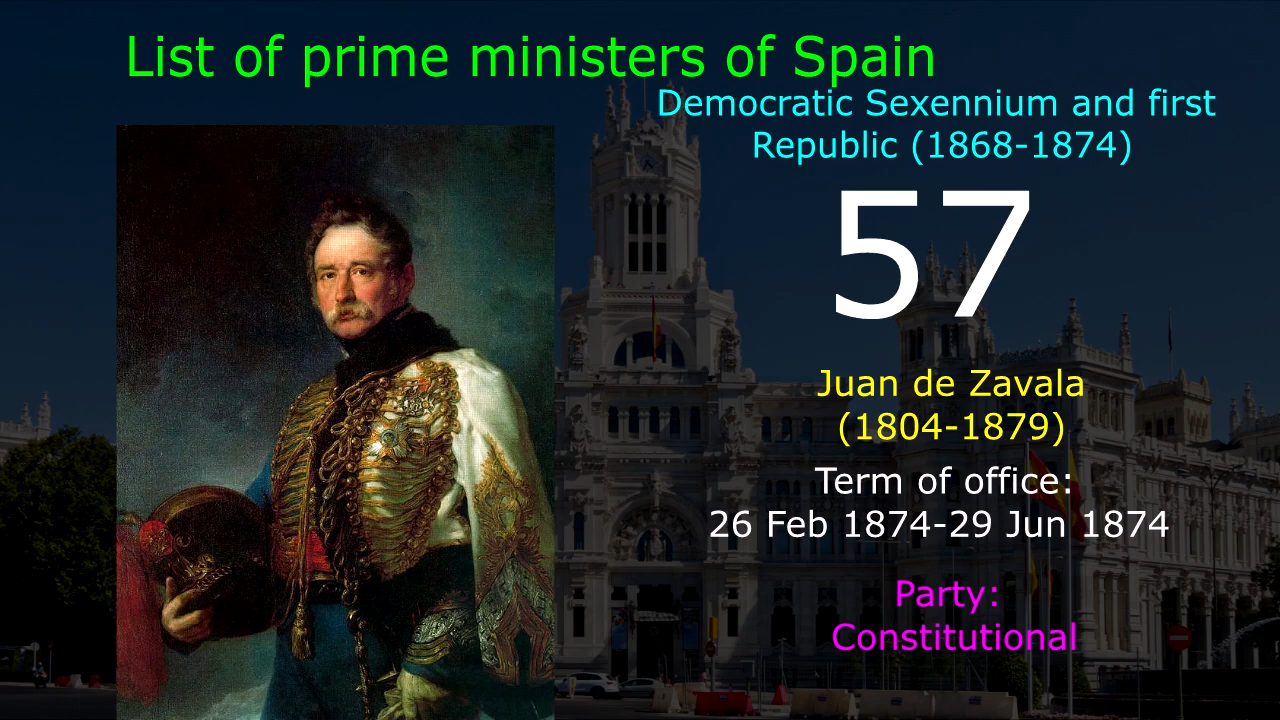 List of prime ministers of Spain
Democratic Sexennium and first
Republic (1868-1874)
57
Juan de Zavala
(1804-1879)
Term of office:
26 Feb 1874-29 Jun 1874
Party:
Constitutional